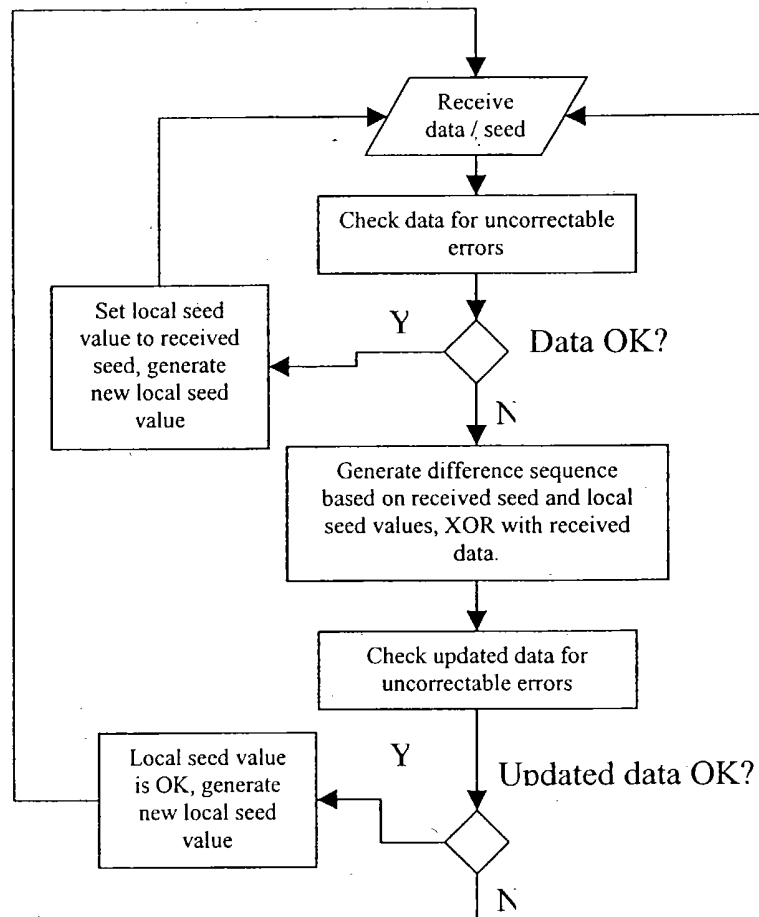 Receive
data / seed
Check data for uncorrectable
errors
Set local seed
value to received
seed, generate
new local seed
value
Y
Data OK?
N
Generate difference sequence
based on received seed and local
seed values, XOR with received
data.
Check updated data for
uncorrectable errors
Local seed value
is OK, generate
new local seed
value
Y
Updated data OK?
N